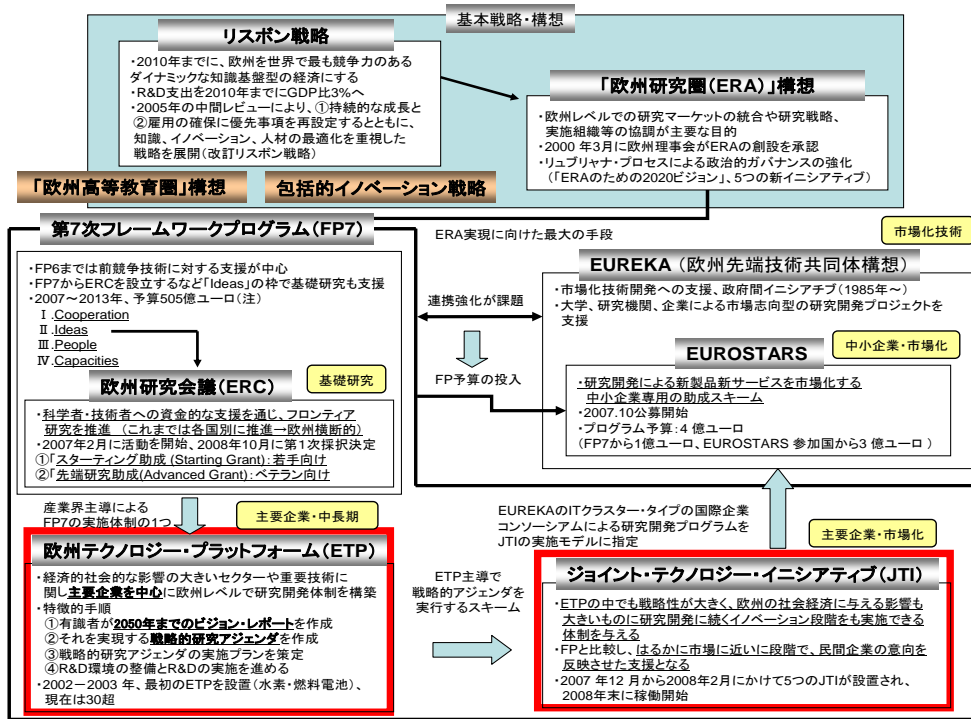 基本戦略・構想
リスボン戦略
・2010年までに、欧州を世界で最も競争力のある
ダイナミックな知識基盤型の経済にする
・R&D支出を2010年までにGDP比3%へ
・2005年の中間レビューにより、①持続的な成長と
②雇用の確保に優先事項を再設定するとともに、
知識、イノベーション、人材の最適化を重視した
戦略を展開(改訂リスボン戦略)
「欧州研究圏(ERA)」構想
・欧州レベルでの研究マーケットの統合や研究戦略、
実施組織等の協調が主要な目的
・2000 年3月に欧州理事会がERAの創設を承認
・リュブリャナ・プロセスによる政治的ガバナンスの強化
(「ERAのための2020ビジョン」、5つの新イニシアティブ)
「欧州高等教育圏」構想
包括的イノベーション戦略
第7次フレームワークプログラム(FP7)
・FP6までは前競争技術に対する支援が中心
・FP7からERCを設立するなど「Ideas」の枠で基礎研究も支援
・2007~2013年、予算505億ユーロ(注)
Ⅰ.Cooperation
Ⅱ.Ideas
Ⅲ.People
Ⅳ.Capacities
基礎研究
欧州研究会議(ERC)
・科学者・技術者への資金的な支援を通じ、フロンティア
研究を推進 (これまでは各国別に推進→欧州横断的)
・2007年2月に活動を開始、2008年10月に第1次採択決定
①「スターティング助成 (Starting Grant):若手向け
②「先端研究助成(Advanced Grant):ベテラン向け
ERA実現に向けた最大の手段
市場化技術
EUREKA (欧州先端技術共同体構想)
・市場化技術開発への支援、政府間イニシアチブ(1985年~)
・大学、研究機関、企業による市場志向型の研究開発プロジェクトを
支援
連携強化が課題
FP予算の投入
中小企業・市場化
EUROSTARS
・研究開発による新製品新サービスを市場化する
中小企業専用の助成スキーム
・2007.10公募開始
・プログラム予算:4 億ユーロ
(FP7から1億ユーロ、EUROSTARS 参加国から3 億ユーロ )
産業界主導による
FP7の実施体制の1つ
主要企業・中長期
欧州テクノロジー・プラットフォーム(ETP)
・経済的社会的な影響の大きいセクターや重要技術に
関し主要企業を中心に欧州レベルで研究開発体制を構築
・特徴的手順
①有識者が2050年までのビジョン・レポートを作成
②それを実現する戦略的研究アジェンダを作成
③戦略的研究アジェンダの実施プランを策定
④R&D環境の整備とR&Dの実施を進める
・2002-2003 年、最初のETPを設置(水素・燃料電池)、
現在は30超
ETP主導で
戦略的アジェンダを
実行するスキーム
EUREKAのITクラスター・タイプの国際企業
コンソーシアムによる研究開発プログラムを
JTIの実施モデルに指定
主要企業・市場化
ジョイント・テクノロジー・イニシアティブ(JTI)
・ETPの中でも戦略性が大きく、欧州の社会経済に与える影響も
大きいものに研究開発に続くイノベーション段階をも実施できる
体制を与える
・FPと比較し、はるかに市場に近いに段階で、民間企業の意向を
反映させた支援となる
・2007 年12 月から2008年2月にかけて5つのJTIが設置され、
2008年末に稼働開始